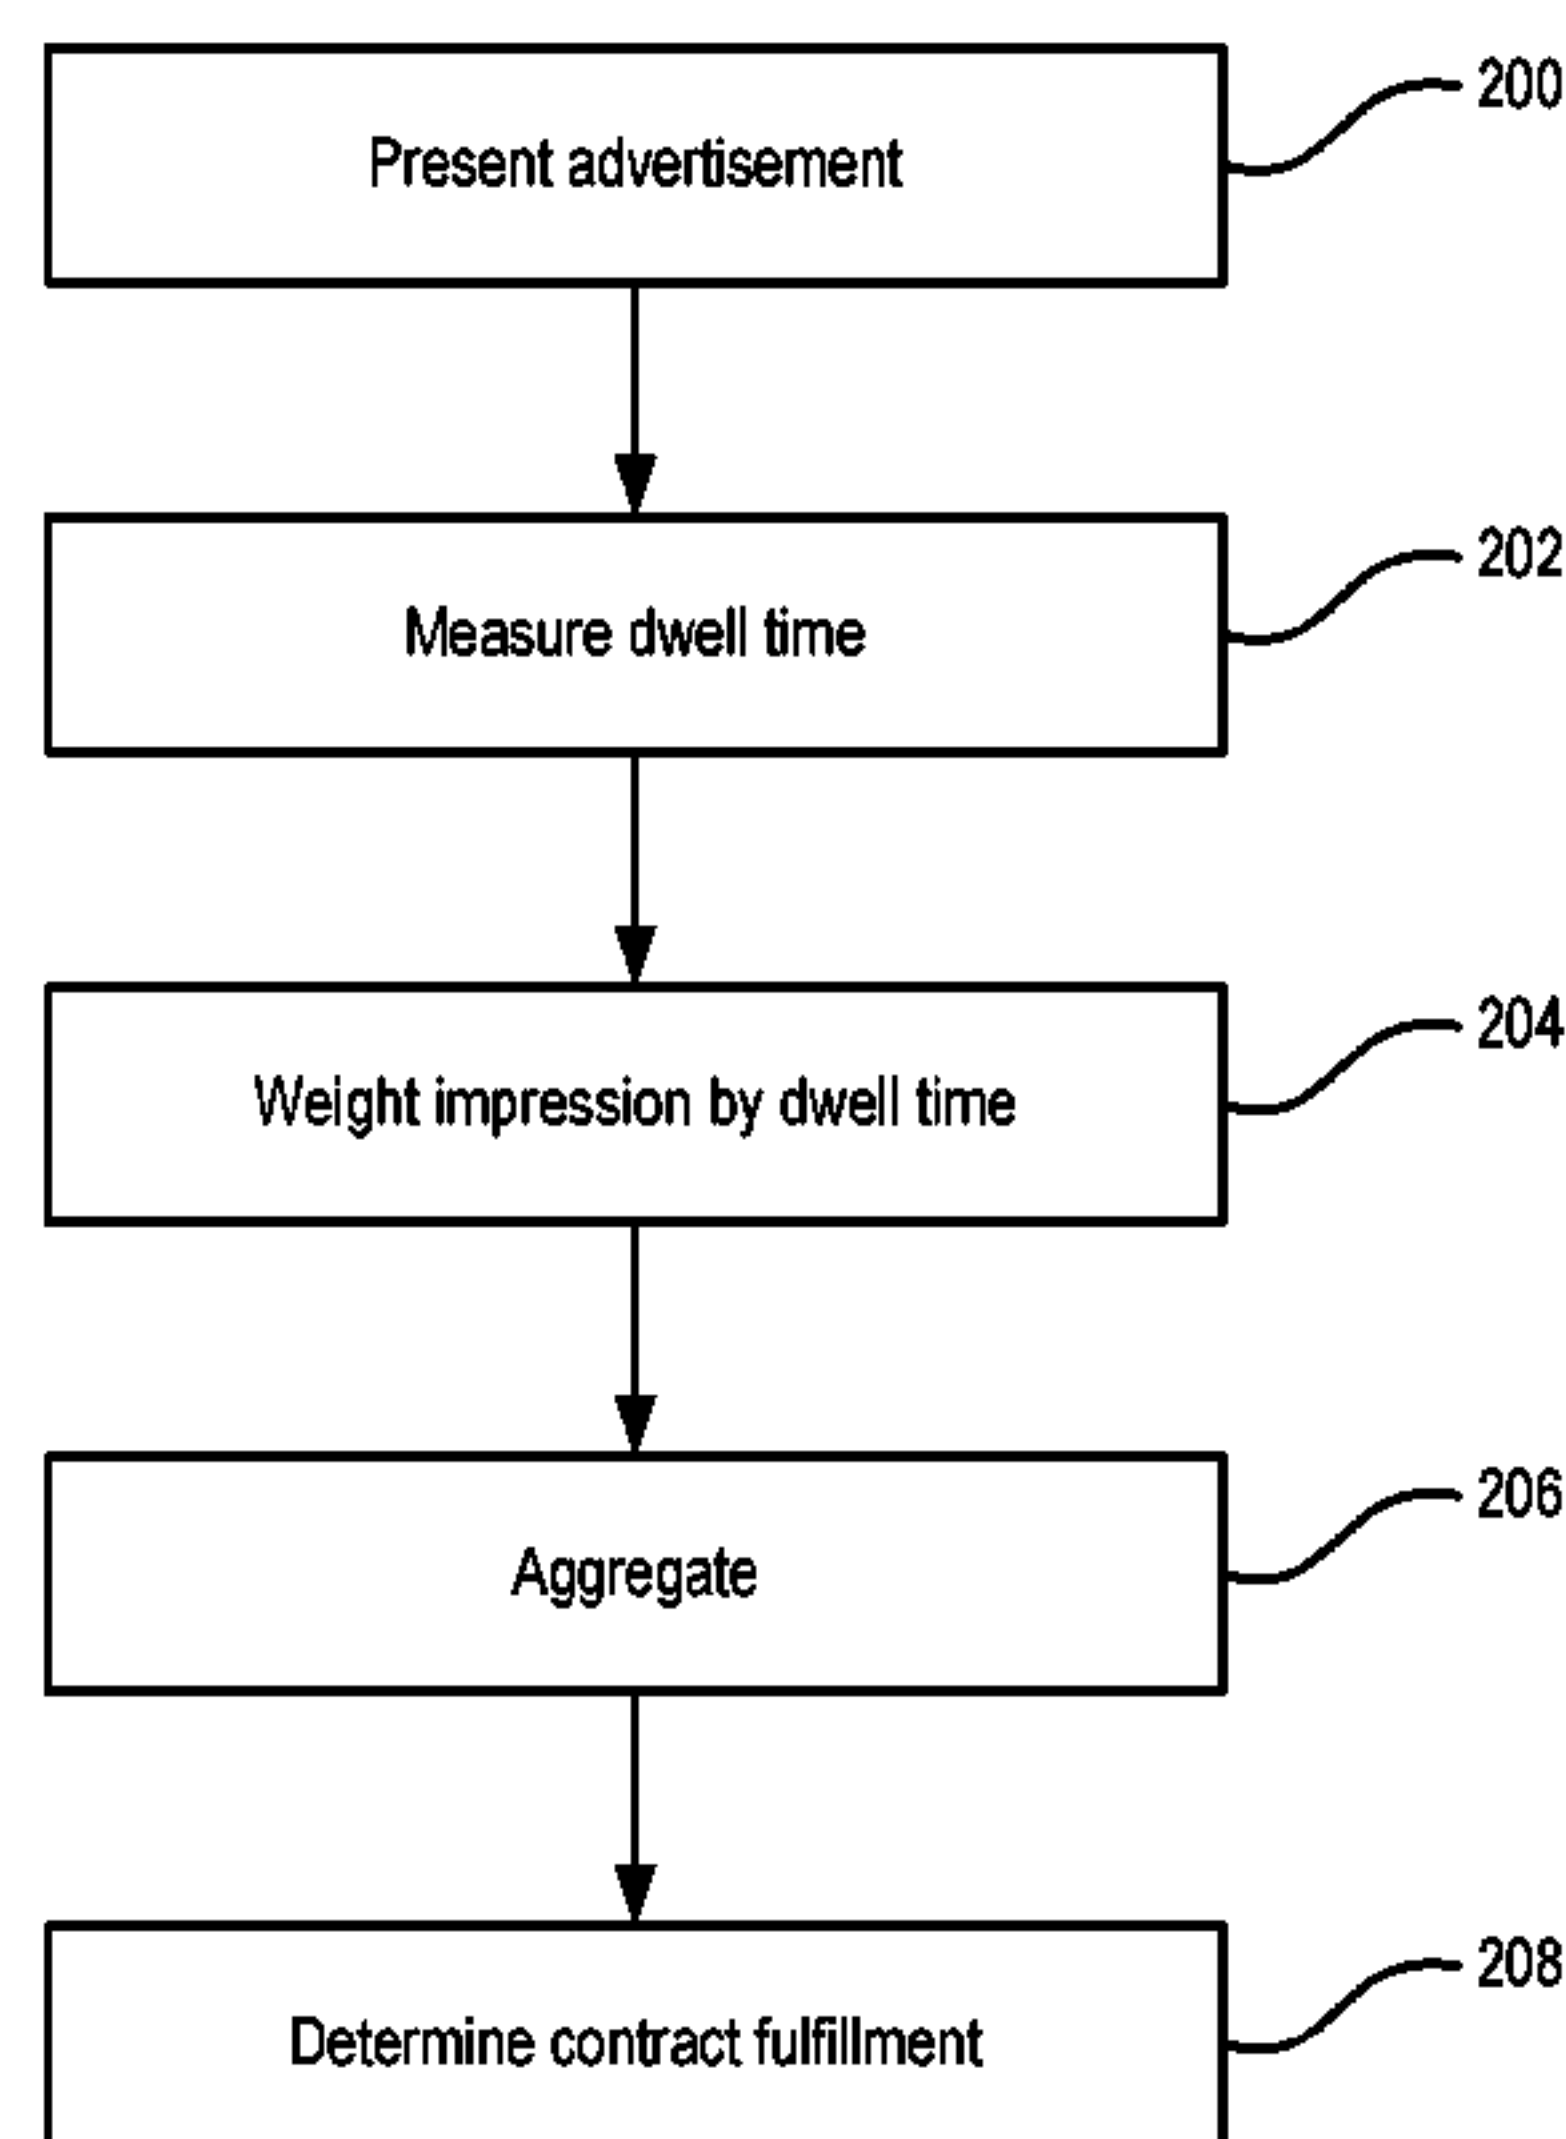 200
Present advertisement
202
Measure dwell time
204
Weight impression by dwell time
206
Aggregate
208
Determine contract fulfillment